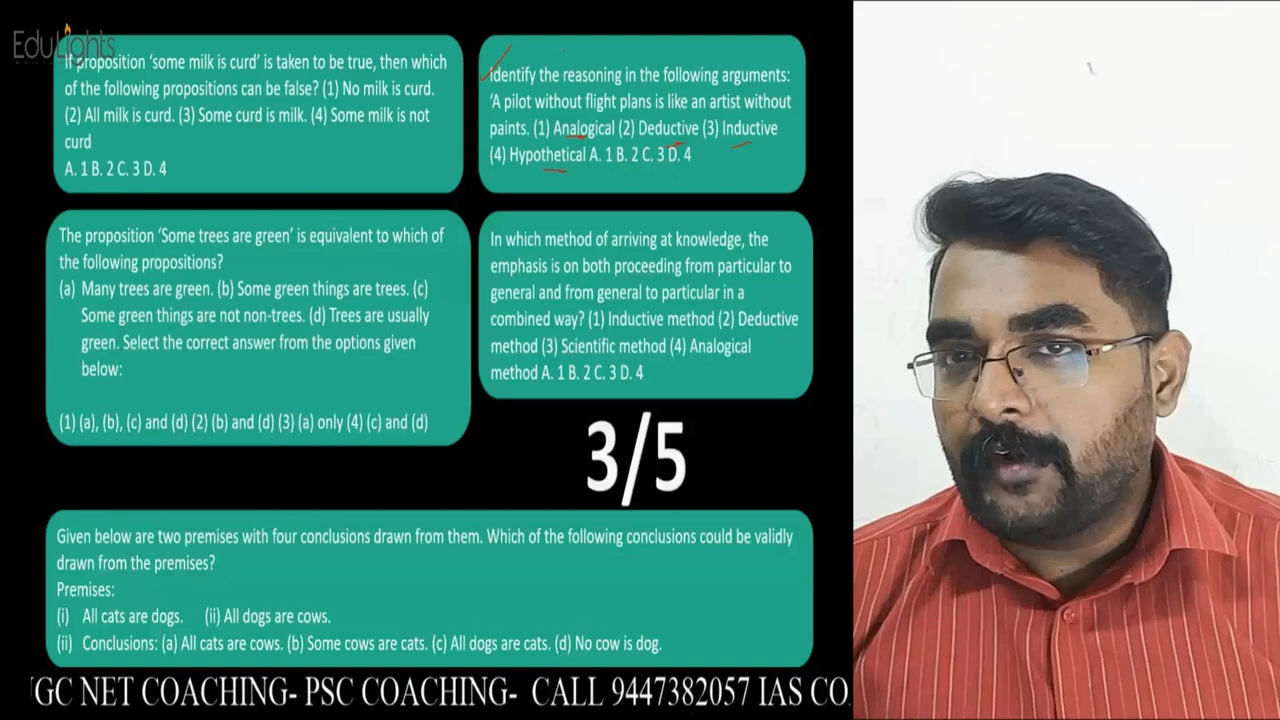 EduLights
If proposition 'some milk is curd' is taken to be true, then which
of the following propositions can be false? (1) No milk is curd.
(2) All milk is curd. (3) Some curd is milk. (4) Some milk is not
curd
A. 1 B. 2 C. 3 D. 4
Identify the reasoning in the following arguments:
'A pilot without flight plans is like an artist without
paints. (1) Analogical (2) Deductive (3) Inductive
(4) Hypothetical A. 1 B. 2 C. 3 D. 4
The proposition 'Some trees are green' is equivalent to which of
the following propositions?
(a) Many trees are green. (b) Some green things are trees. (c)
Some green things are not non-trees. (d) Trees are usually
green. Select the correct answer from the options given
below:
(1) (a), (b), (c) and (d) (2) (b) and (d) (3) (a) only (4) (c) and (d)
In which method of arriving at knowledge, the
emphasis is on both proceeding from particular to
general and from general to particular in a
combined way? (1) Inductive method (2) Deductive
method (3) Scientific method (4) Analogical
method A. 1 B. 2 C. 3 D. 4
3/5
Given below are two premises with four conclusions drawn from them. Which of the following conclusions could be validly
drawn from the premises?
Premises:
(i) All cats are dogs. (ii) All dogs are cows.
(ii) Conclusions: (a) All cats are cows. (b) Some cows are cats. (c) All dogs are cats. (d) No cow is dog.
UGC NET COACHING- PSC COACHING- CALL 9447382057 IAS CO